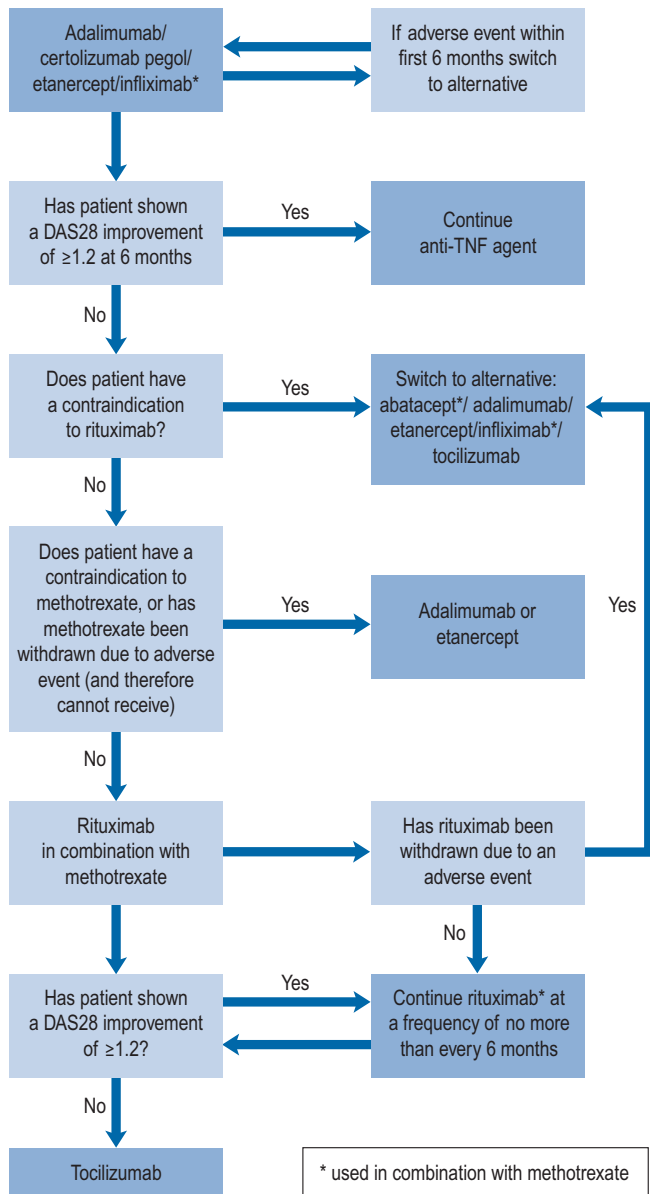 Adalimumab/
certolizumab pegol/
etanercept/infliximab*
If adverse event within
first 6 months switch
to alternative
Has patient shown
a DAS28 improvement
of ≥1.2 at 6 months
Yes
Continue
anti-TNF agent
No
Does patient have
a contraindication
to rituximab?
Yes
Switch to alternative:
abatacept*/ adalimumab/
etanercept/infliximab*/
tocilizumab
No
Does patient have a
contraindication to
methotrexate, or has
methotrexate been
withdrawn due to adverse
event (and therefore
cannot receive)
Yes
Adalimumab or
etanercept
Yes
No
Rituximab
in combination with
methotrexate
Has rituximab been
withdrawn due to an
adverse event
No
Has patient shown
a DAS28 improvement
of ≥1.2?
Yes
Continue rituximab* at
a frequency of no more
than every 6 months
No
Tocilizumab
* used in combination with methotrexate